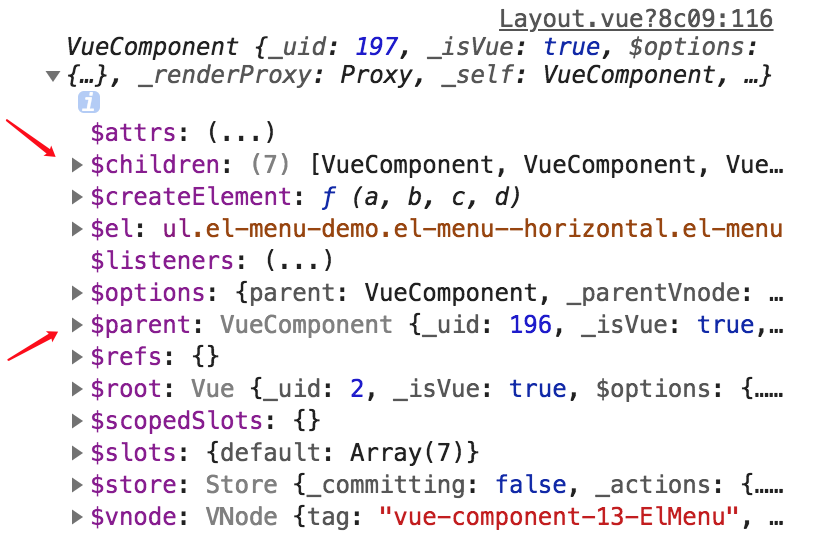 Layout.vue?8c09:116
VueComponent {_uid: 197, _isVue: true, $options:
{…}, _renderProxy: Proxy, _self: VueComponent, …}
i
$attrs: (...)
$children: (7) [VueComponent, VueComponent, Vue…
$createElement: ƒ (a, b, c, d)
$el: ul.el-menu-demo.el-menu--horizontal.el-menu
$listeners: (...)
$options: {parent: VueComponent, _parentVnode: …
$parent: VueComponent {_uid: 196, _isVue: true,…
$refs: {}
$root: Vue {_uid: 2, _isVue: true, $options: {……
$scopedSlots: {}
$slots: {default: Array(7)}
$store: Store {_committing: false, _actions: {……
$vnode: VNode {tag: "vue-component-13-ElMenu", …